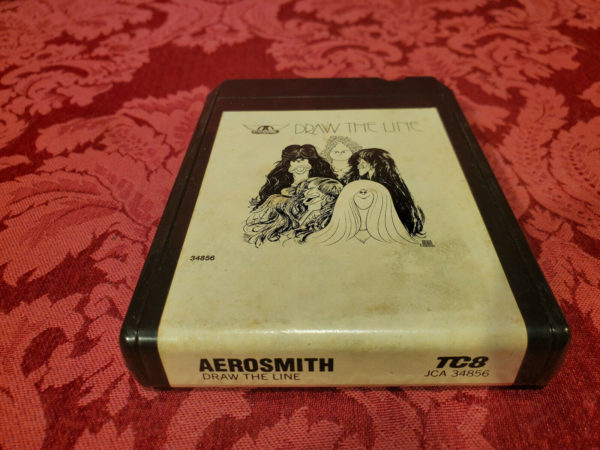 DRAW THE LINE
34856
AEROSMITH TC8
DRAW THE LINE JCA 34856